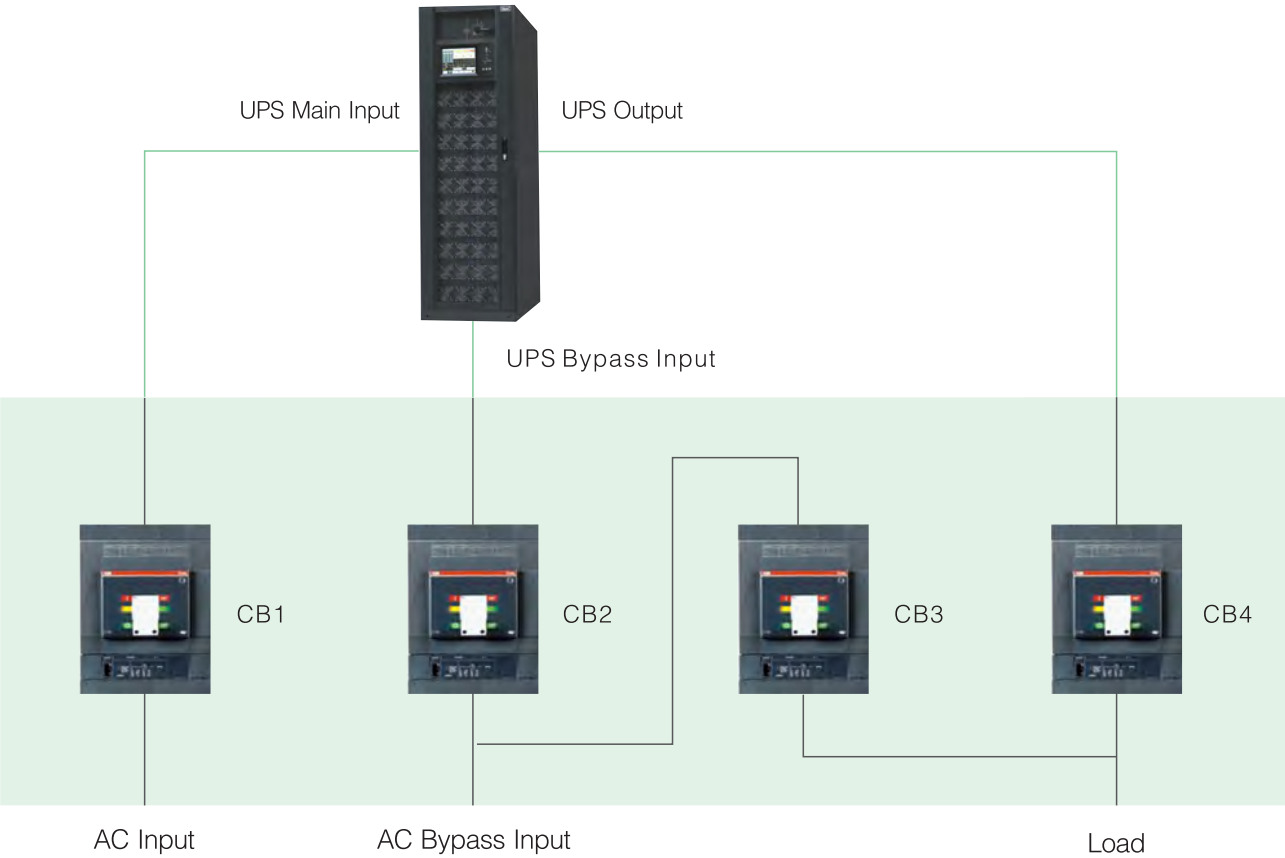 UPS Main Input
UPS Output
UPS Bypass Input
CB1
CB2
CB3
CB4
AC Input
AC Bypass Input
Load